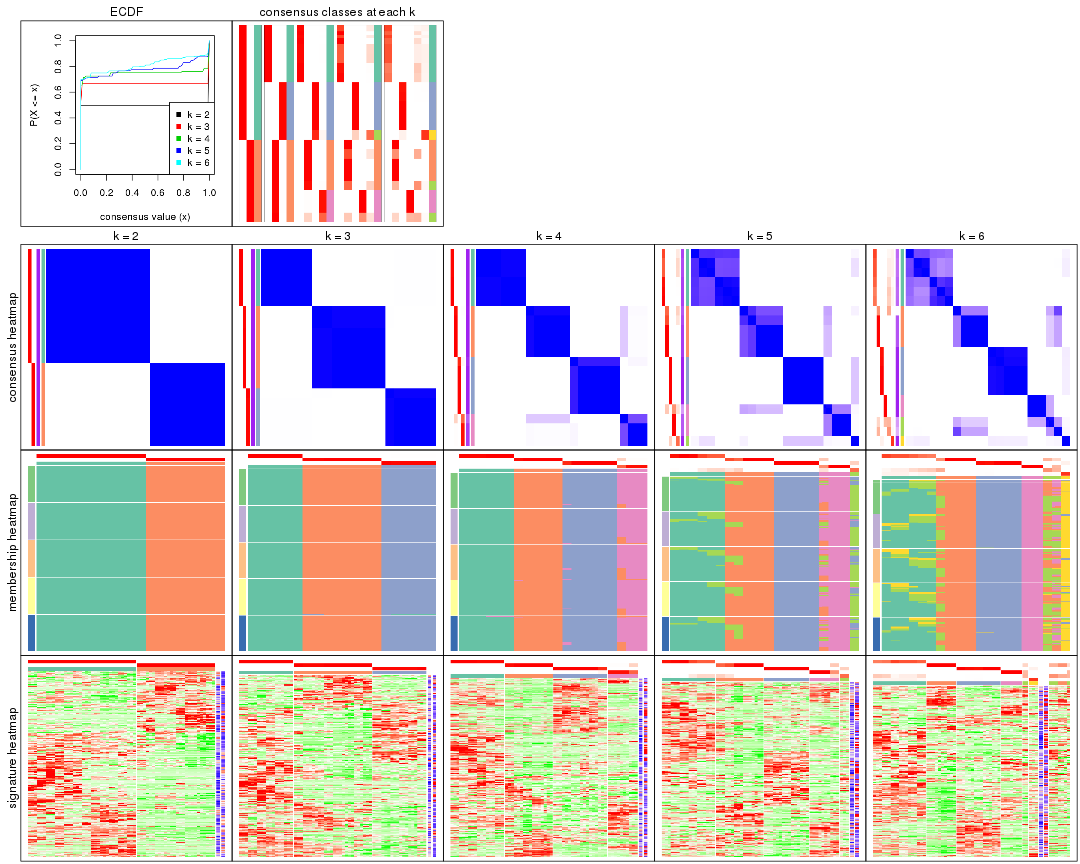 ECDF
consensus classes at each k
P(X <= x)
0.0 0.2 0.4 0.6 0.8 1.0
k = 2
k = 3
k = 4
k = 5
k = 6
0.0 0.2 0.4 0.6 0.8 1.0
consensus value (x)
k = 2
k = 3
k = 4
k = 5
k = 6
consensus heatmap
membership heatmap
signature heatmap